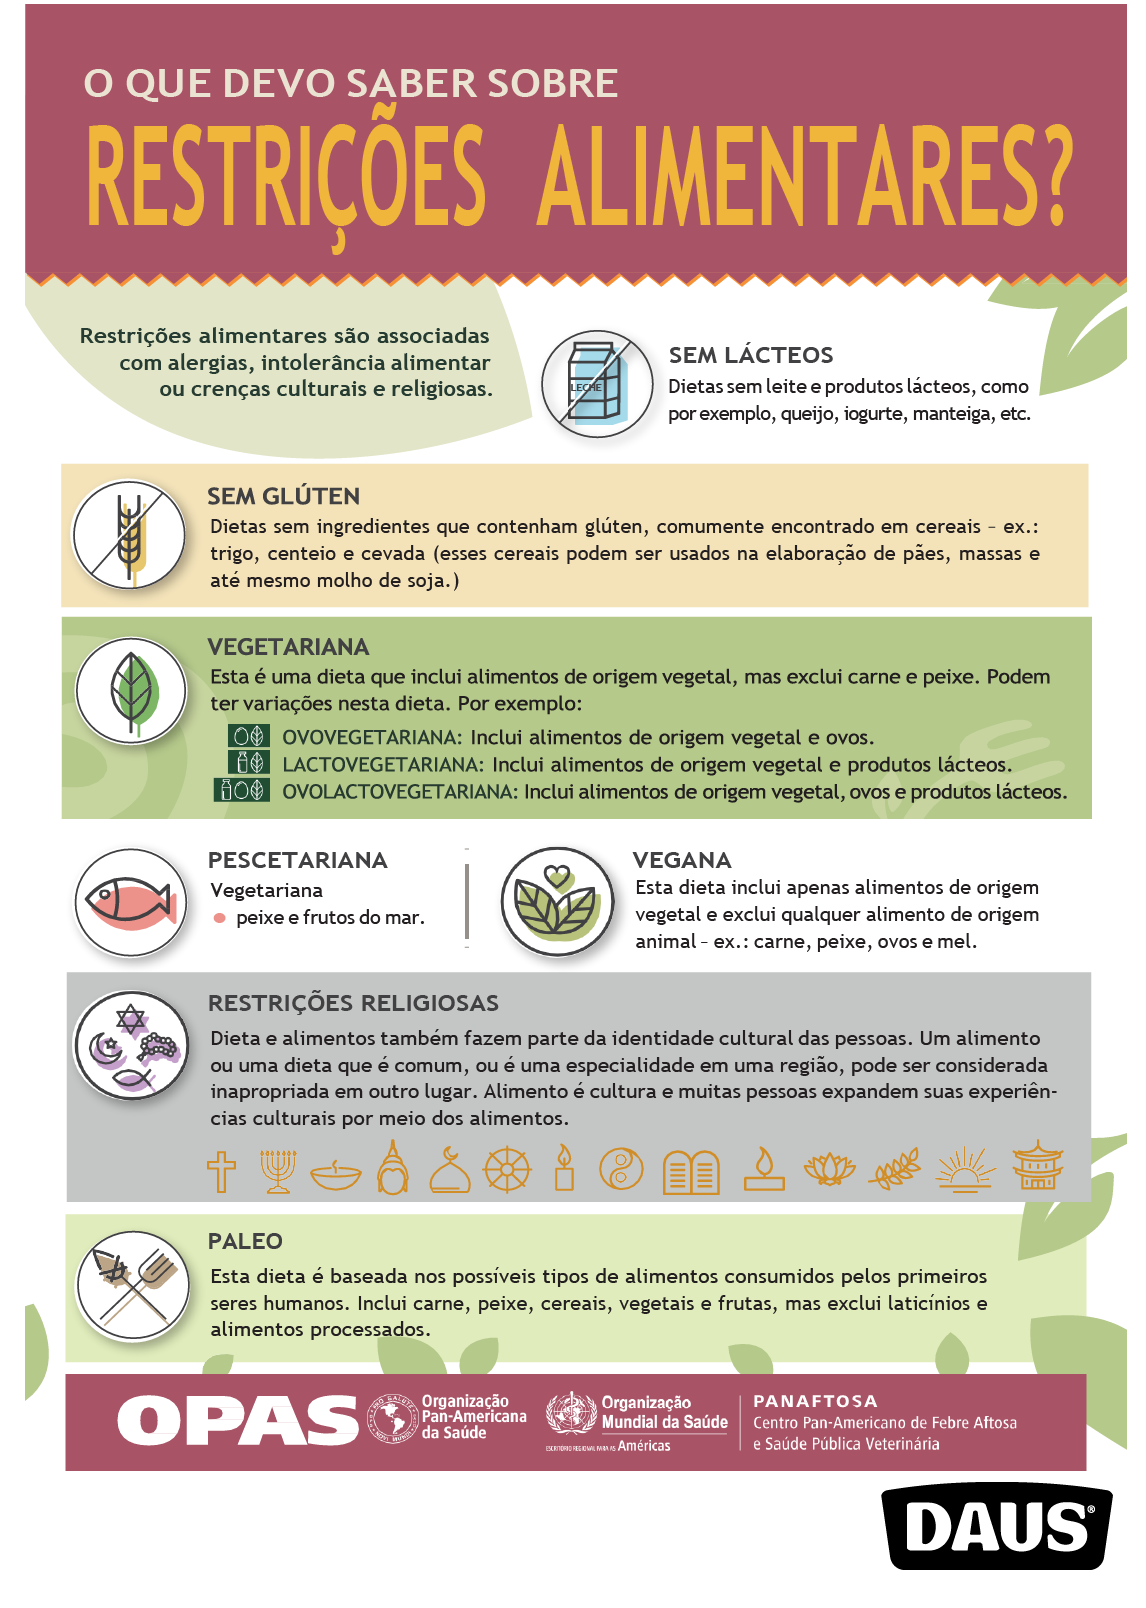 O QUE DEVO SABER SOBRE
RESTRIÇÕES ALIMENTARES?
Restrições alimentares são associadas
com alergias, intolerância alimentar
ou crenças culturais e religiosas.
LECHE
SEM LÁCTEOS
Dietas sem leite e produtos lácteos, como
por exemplo, queijo, iogurte, manteiga, etc.
SEM GLÚTEN
Dietas sem ingredientes que contenham glúten, comumente encontrado em cereais – ex.:
trigo, centeio e cevada (esses cereais podem ser usados na elaboração de pães, massas e
até mesmo molho de soja.)
VEGETARIANA
Esta é uma dieta que inclui alimentos de origem vegetal, mas exclui carne e peixe. Podem
ter variações nesta dieta. Por exemplo:
OVOVEGETARIANA: Inclui alimentos de origem vegetal e ovos.
LACTOVEGETARIANA: Inclui alimentos de origem vegetal e produtos lácteos.
OVOLACTOVEGETARIANA: Inclui alimentos de origem vegetal, ovos e produtos lácteos.
PESCETARIANA
Vegetariana
peixe e frutos do mar.
VEGANA
Esta dieta inclui apenas alimentos de origem
vegetal e exclui qualquer alimento de origem
animal – ex.: carne, peixe, ovos e mel.
RESTRIÇÕES RELIGIOSAS
Dieta e alimentos também fazem parte da identidade cultural das pessoas. Um alimento
ou uma dieta que é comum, ou é uma especialidade em uma região, pode ser considerada
inapropriada em outro lugar. Alimento é cultura e muitas pessoas expandem suas experiên-
cias culturais por meio dos alimentos.
PALEO
Esta dieta é baseada nos possíveis tipos de alimentos consumidos pelos primeiros
seres humanos. Inclui carne, peixe, cereais, vegetais e frutas, mas exclui laticínios e
alimentos processados.
OPAS
Organização
Pan-Americana
da Saúde
Organização
Mundial da Saúde
ESCRITÓRIO REGIONAL PARA AS Américas
PANAFTOSA
Centro Pan-Americano de Febre Aftosa
e Saúde Pública Veterinária
DAUS®